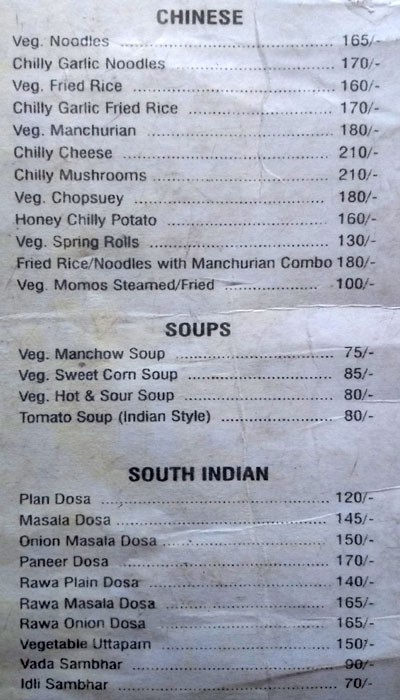 CHINESE
Veg. Noodles ........ 165/-
Chilly Garlic Noodles ........ 170/-
Veg. Fried Rice ........ 160/-
Chilly Garlic Fried Rice ........ 170/-
Veg. Manchurian ........ 180/-
Chilly Cheese ........ 210/-
Chilly Mushrooms ........ 210/-
Veg. Chopsuey ........ 180/-
Honey Chilly Potato ........ 160/-
Veg. Spring Rolls ........ 130/-
Fried Rice/Noodles with Manchurian Combo 180/-
Veg. Momos Steamed/Fried ........ 100/-
SOUPS
Veg. Manchow Soup ........ 75/-
Veg. Sweet Corn Soup ........ 85/-
Veg. Hot & Sour Soup ........ 80/-
Tomato Soup (Indian Style) ........ 80/-
SOUTH INDIAN
Plan Dosa ........ 120/-
Masala Dosa ........ 145/-
Onion Masala Dosa ........ 150/-
Paneer Dosa ........ 170/-
Rawa Plain Dosa ........ 140/-
Rawa Masala Dosa ........ 165/-
Rawa Onion Dosa ........ 165/-
Vegetable Uttapam ........ 150/-
Vada Sambhar ........ 90/-
Idli Sambhar ........ 70/-